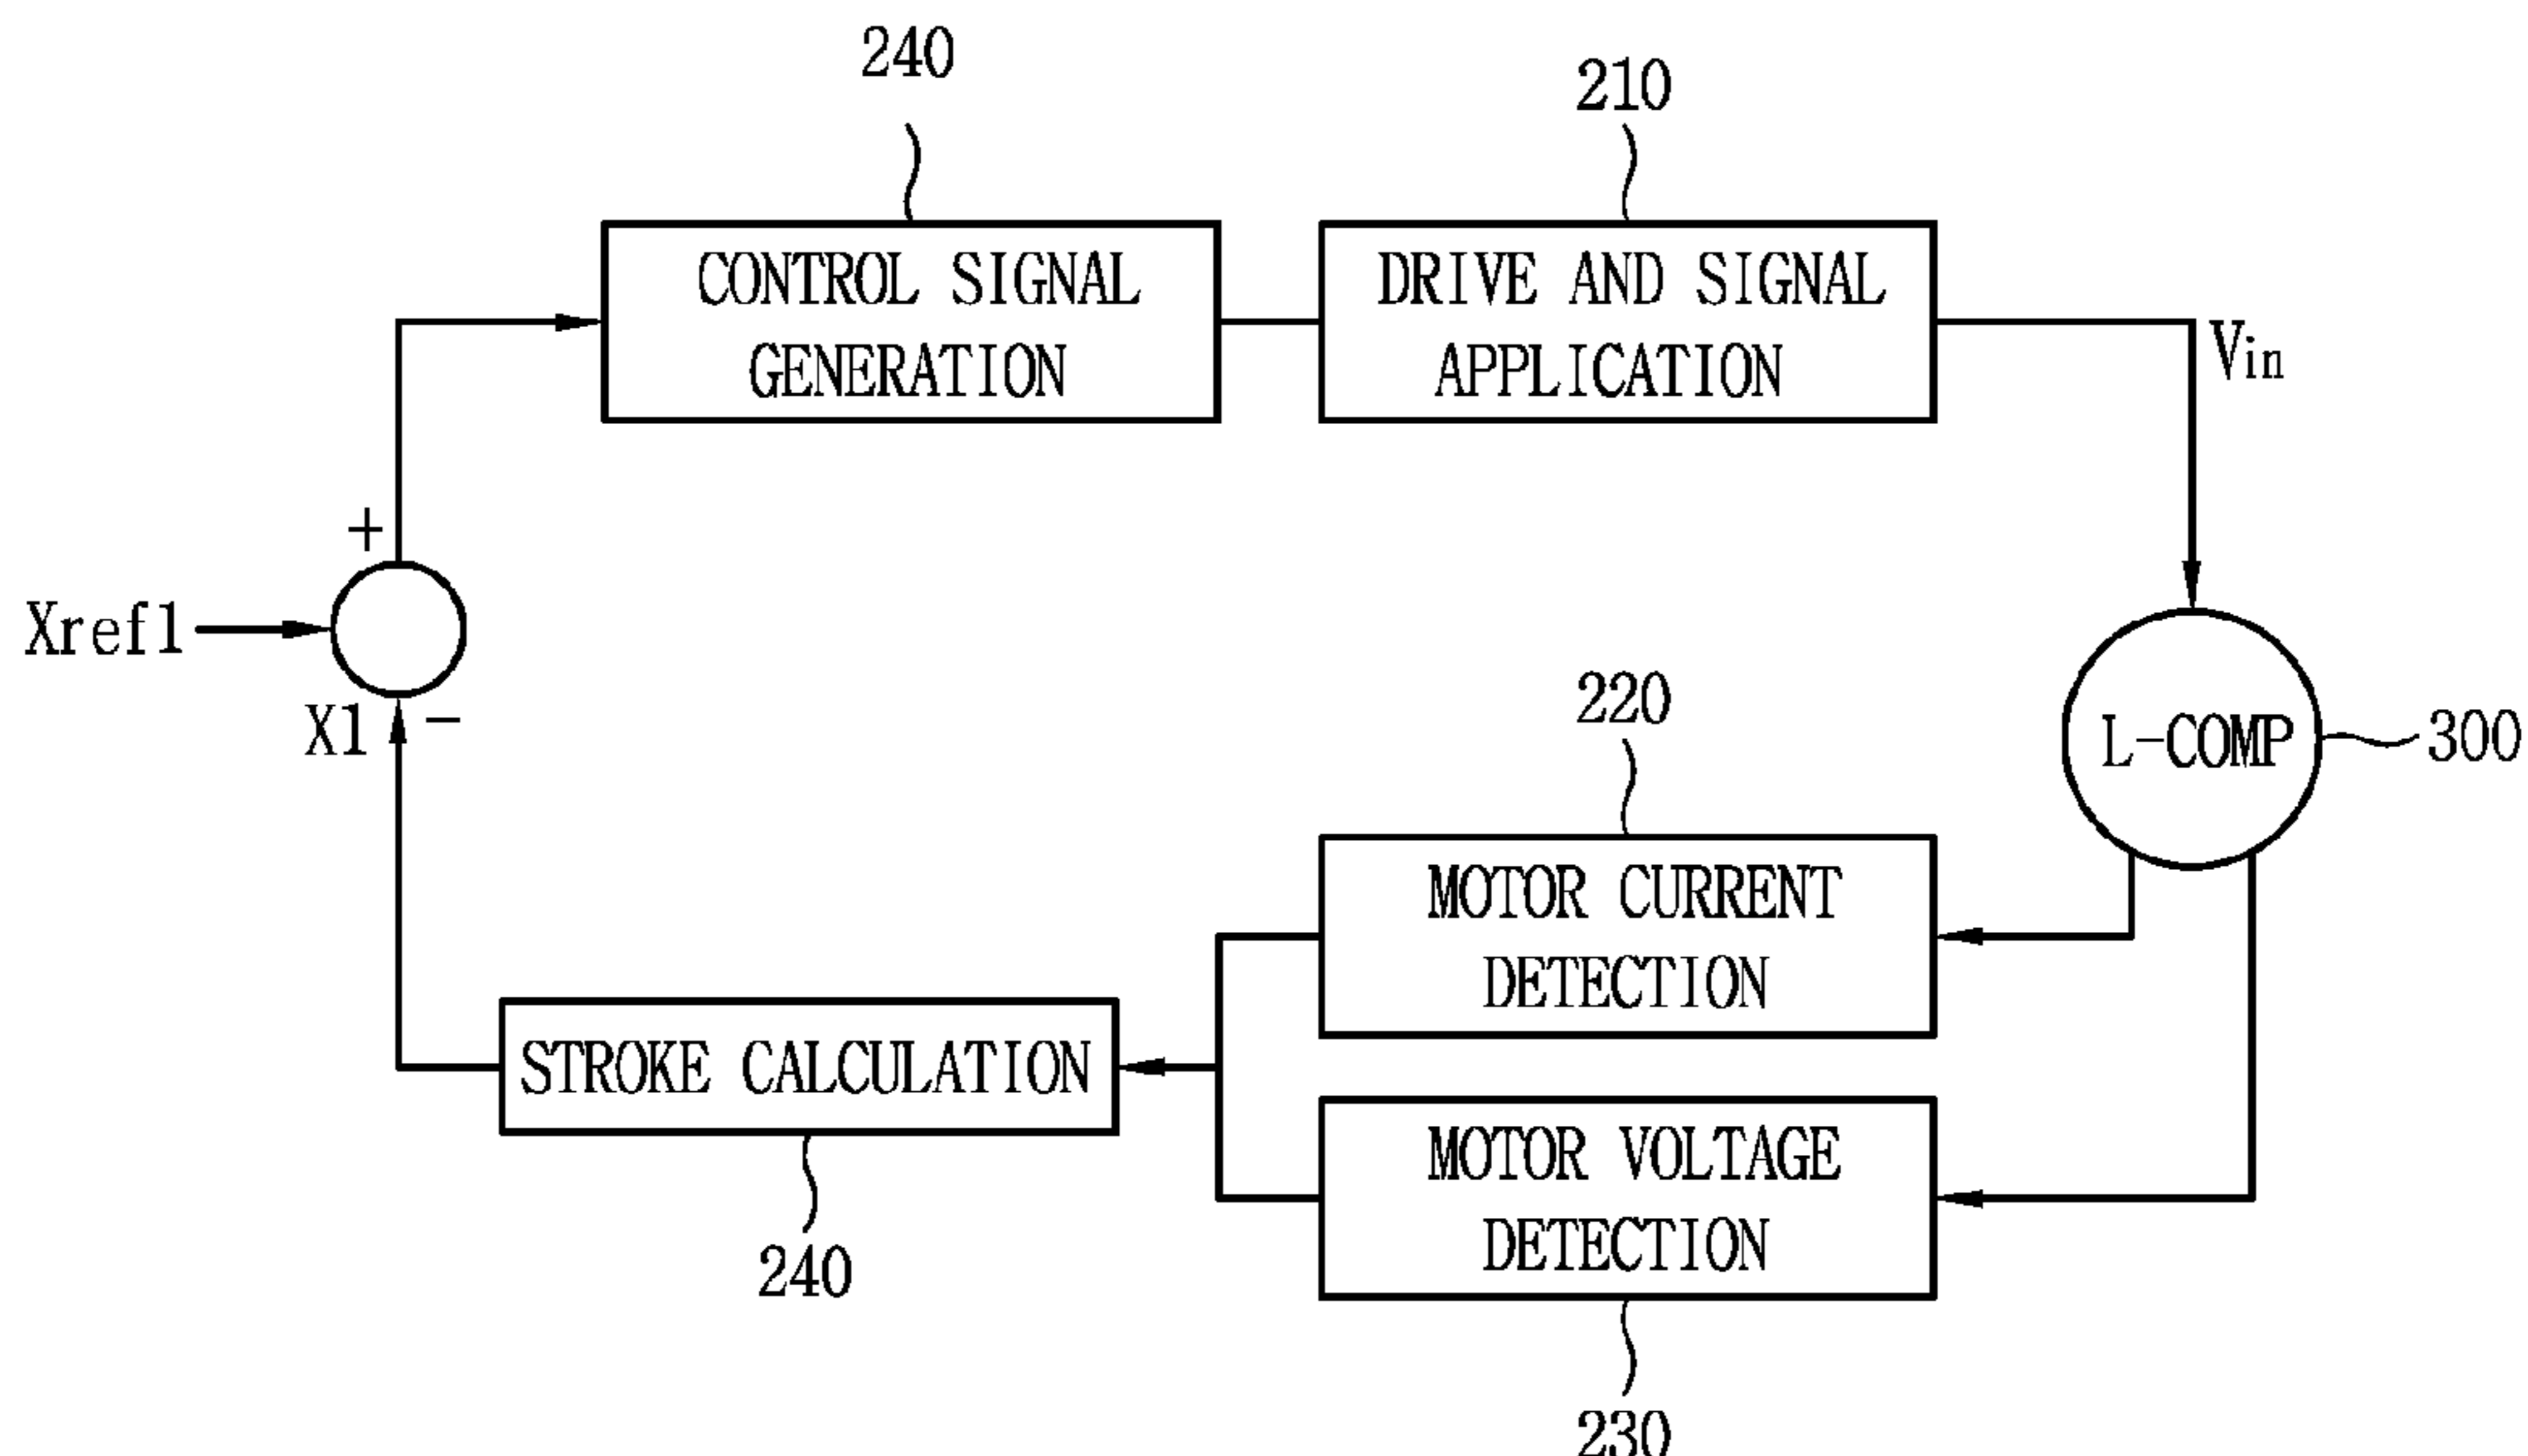 240
210
CONTROL SIGNAL
GENERATION
DRIVE AND SIGNAL
APPLICATION
Vin
+
Xref1
X1 -
220
L-COMP
300
MOTOR CURRENT
DETECTION
STROKE CALCULATION
MOTOR VOLTAGE
DETECTION
240
230